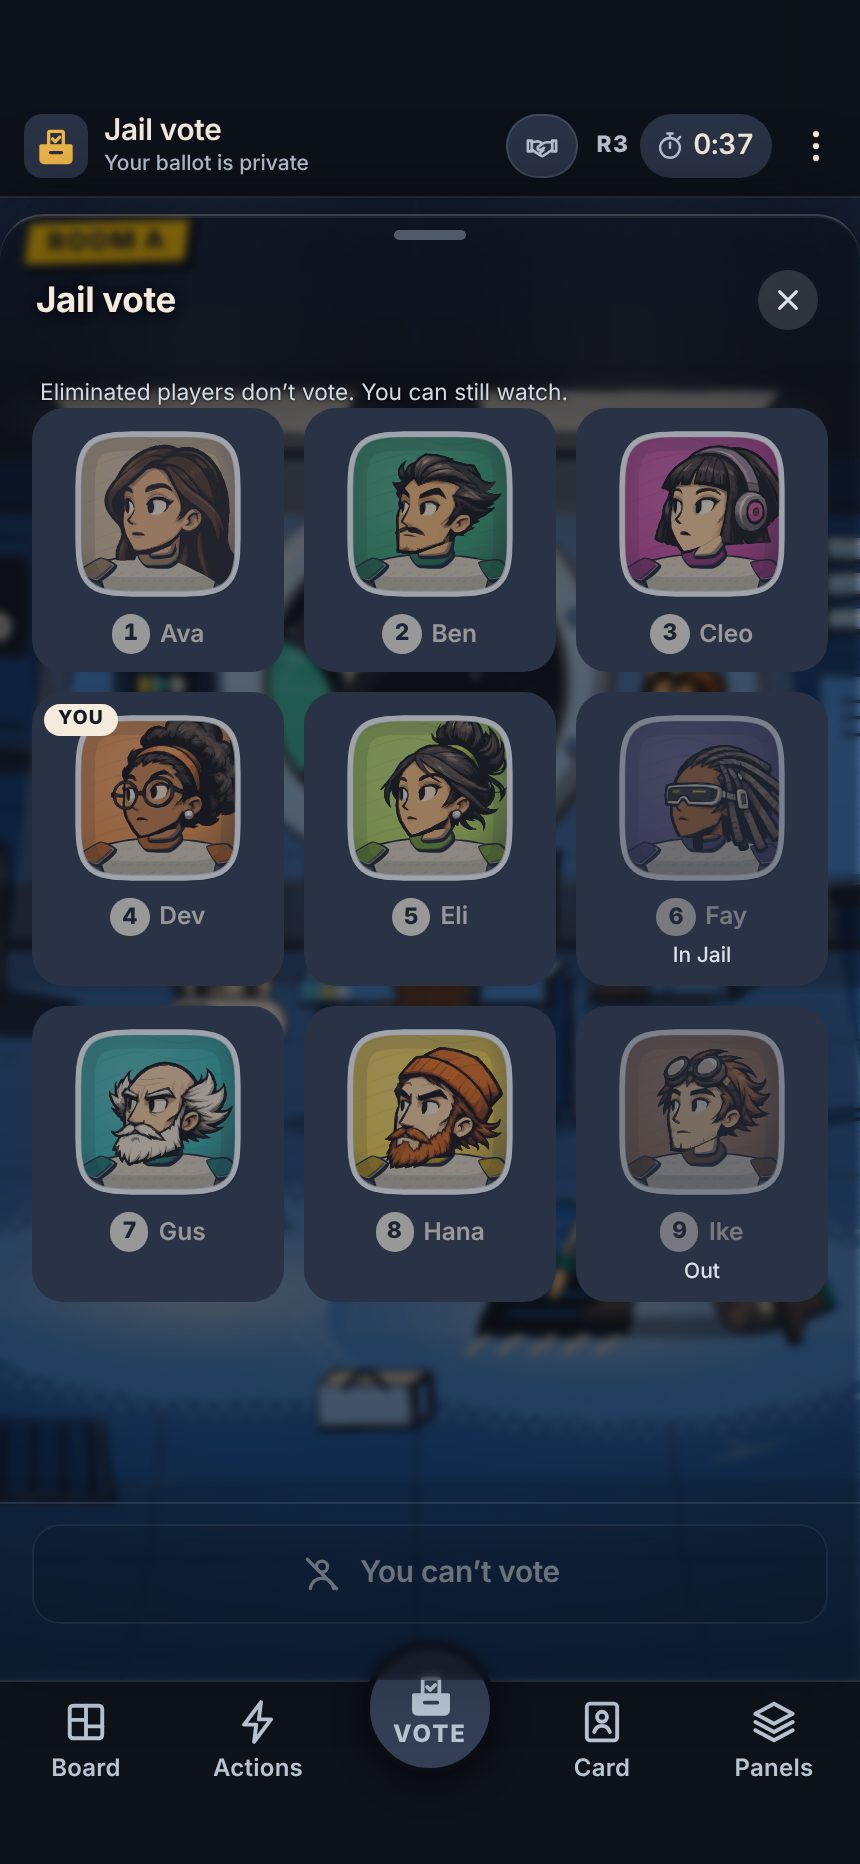 Jail vote
Your ballot is private
R3
0:37
ROOM A
Jail vote
Eliminated players don’t vote. You can still watch.
1 Ava
2 Ben
3 Cleo
YOU
4 Dev
5 Eli
6 Fay
In Jail
7 Gus
8 Hana
9 Ike
Out
You can’t vote
Board
Actions
VOTE
Card
Panels